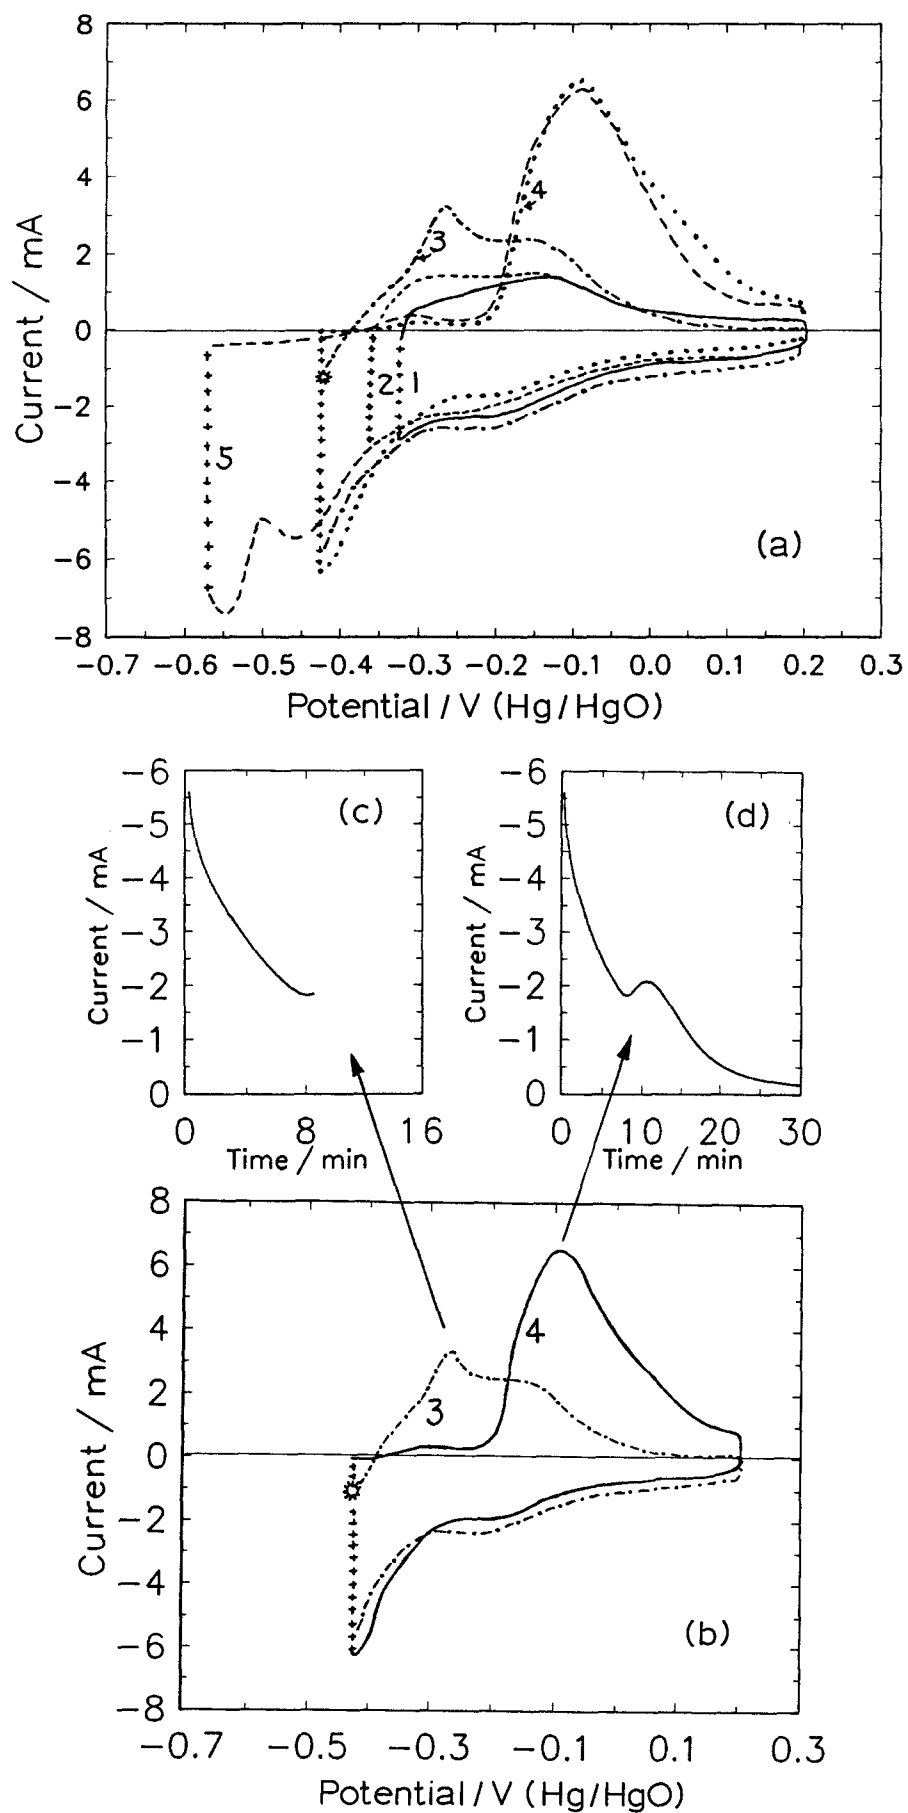 8
6
4
2
0
−2
−4
−6
−8
Current / mA
3
4
2
1
5
(a)
−0.7 −0.6 −0.5 −0.4 −0.3 −0.2 −0.1 0.0 0.1 0.2 0.3
Potential / V (Hg/HgO)
−6
−5
−4
−3
−2
−1
0
Current / mA
(c)
0 8 16
Time / min
−6
−5
−4
−3
−2
−1
0
Current / mA
(d)
0 10 20 30
Time / min
8
6
4
2
0
−2
−4
−6
−8
Current / mA
4
3
(b)
−0.7 −0.5 −0.3 −0.1 0.1 0.3
Potential / V (Hg/HgO)